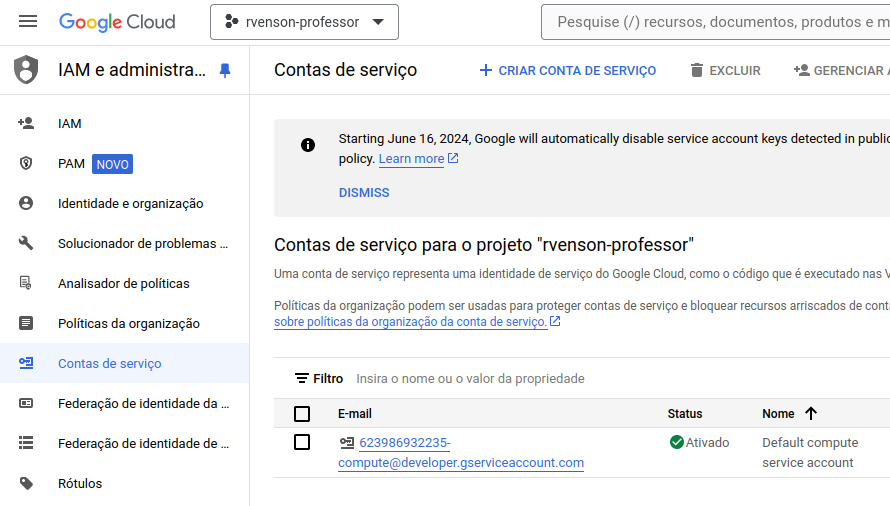 Google Cloud
rvenson-professor
Pesquise (/) recursos, documentos, produtos e m
IAM e administra...
Contas de serviço
CRIAR CONTA DE SERVIÇO
EXCLUIR
GERENCIAR A
IAM
PAM NOVO
Identidade e organização
Solucionador de problemas ...
Analisador de políticas
Políticas da organização
Contas de serviço
Federação de identidade da ...
Federação de identidade de ...
Rótulos
Starting June 16, 2024, Google will automatically disable service account keys detected in public
policy. Learn more
DISMISS
Contas de serviço para o projeto "rvenson-professor"
Uma conta de serviço representa uma identidade de serviço do Google Cloud, como o código que é executado nas V
Políticas da organização podem ser usadas para proteger contas de serviço e bloquear recursos arriscados de conta
sobre políticas da organização da conta de serviço.
Filtro Insira o nome ou o valor da propriedade
E-mail Status Nome
623986932235-
compute@developer.gserviceaccount.com
Ativado
Default compute
service account